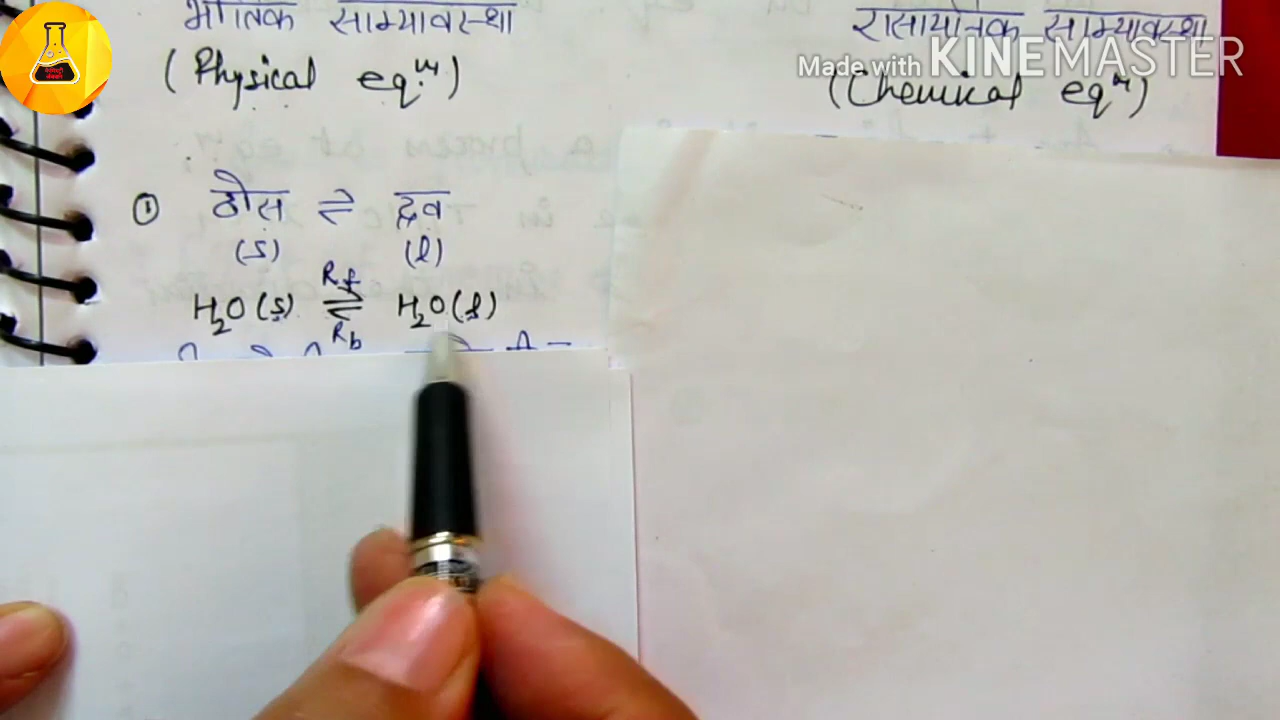 भौतिक साम्यावस्था
(Physical eqᵐ)
रासायनिक साम्यावस्था
(Chemical eqᵐ)
Made with KINEMASTER
① ठोस ⇌ द्रव
(s) (l)
Rf
H₂O(s) ⇌ H₂O(l)
Rb